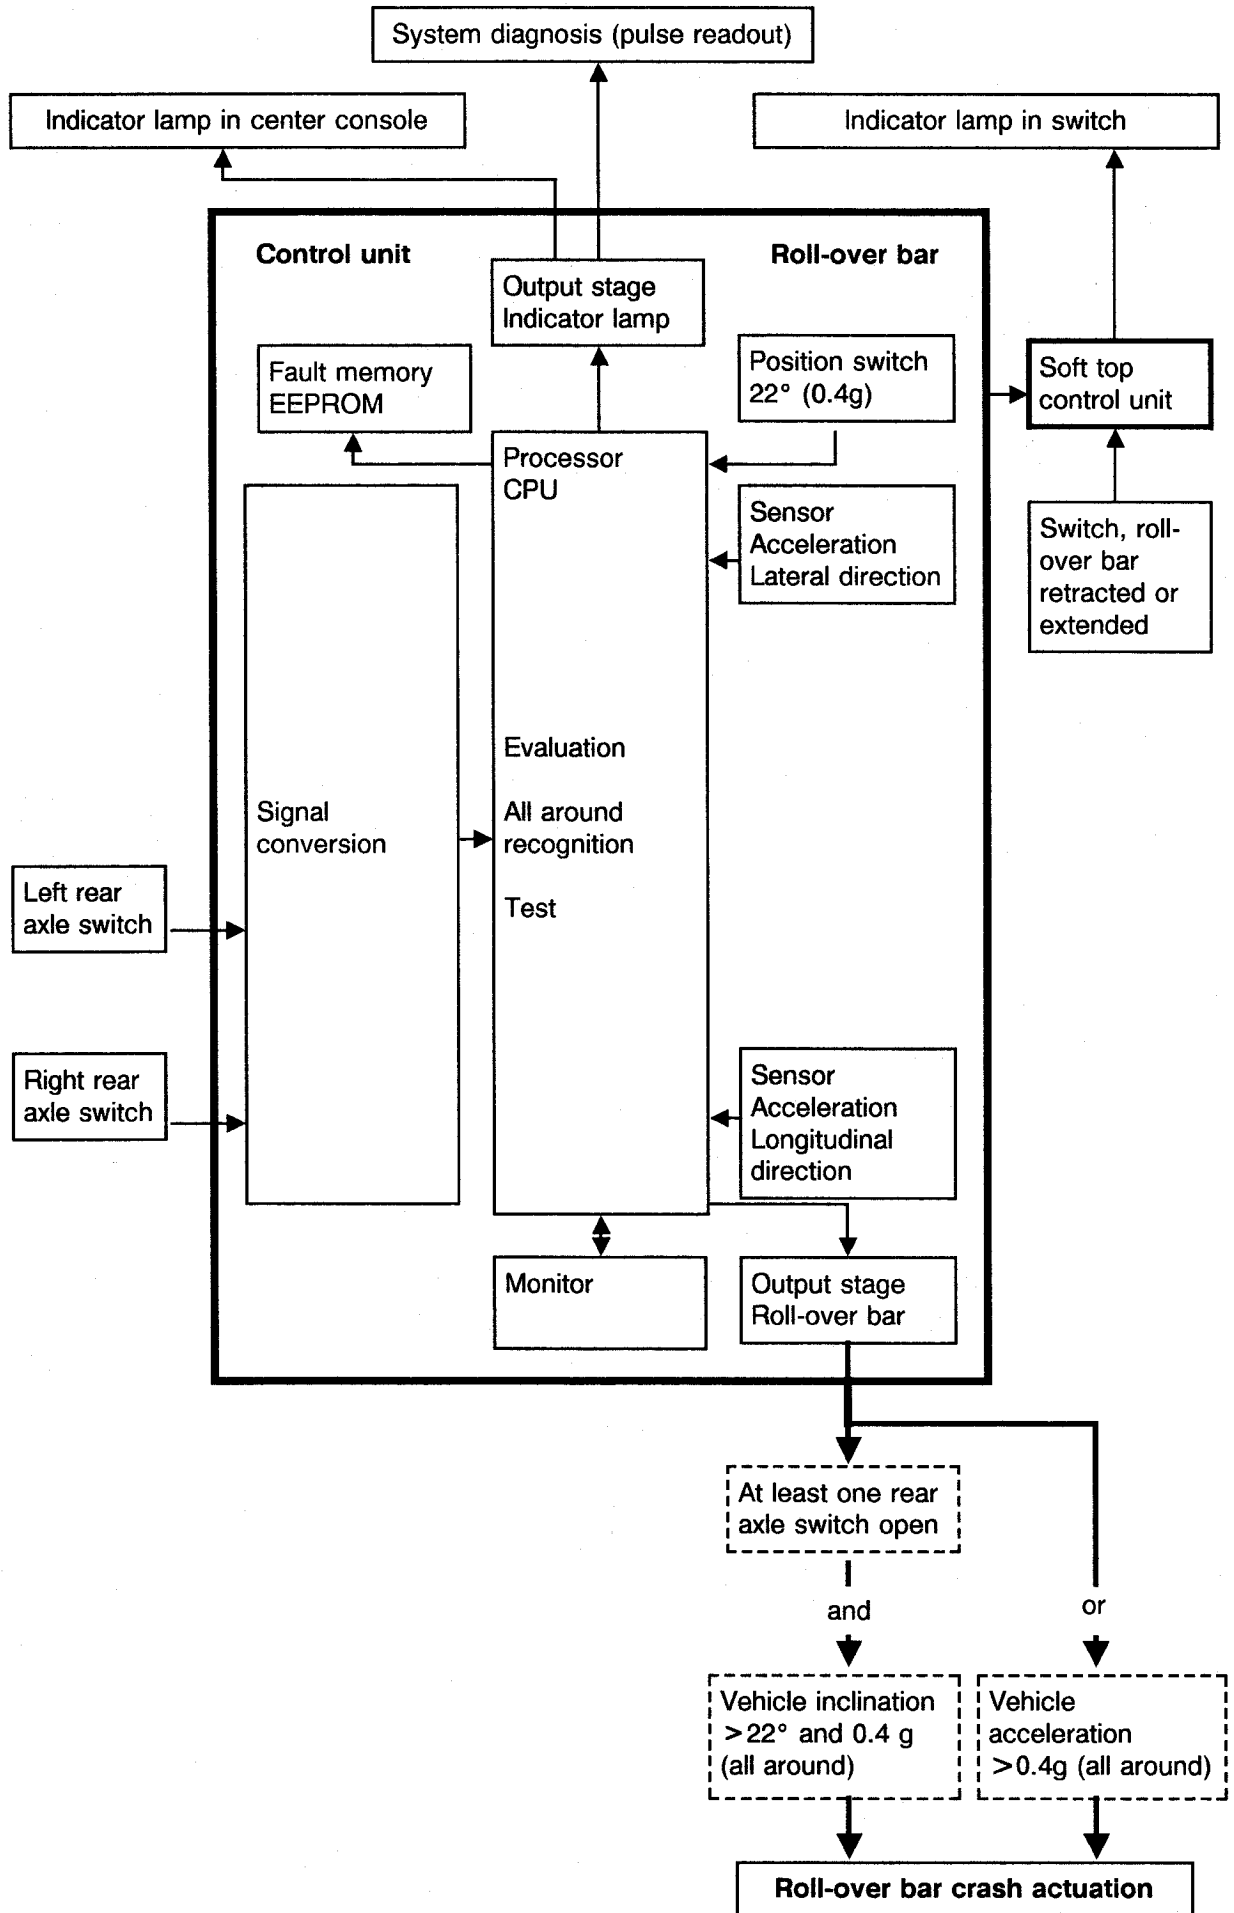 System diagnosis (pulse readout)
Indicator lamp in center console
Indicator lamp in switch
Control unit
Roll-over bar
Output stage
Indicator lamp
Fault memory
EEPROM
Position switch
22° (0.4g)
Soft top
control unit
Processor
CPU
Sensor
Acceleration
Lateral direction
Switch, roll-
over bar
retracted or
extended
Evaluation
All around
recognition
Test
Signal
conversion
Left rear
axle switch
Right rear
axle switch
Sensor
Acceleration
Longitudinal
direction
Monitor
Output stage
Roll-over bar
At least one rear
axle switch open
and
or
Vehicle inclination
>22° and 0.4 g
(all around)
Vehicle
acceleration
>0.4g (all around)
Roll-over bar crash actuation